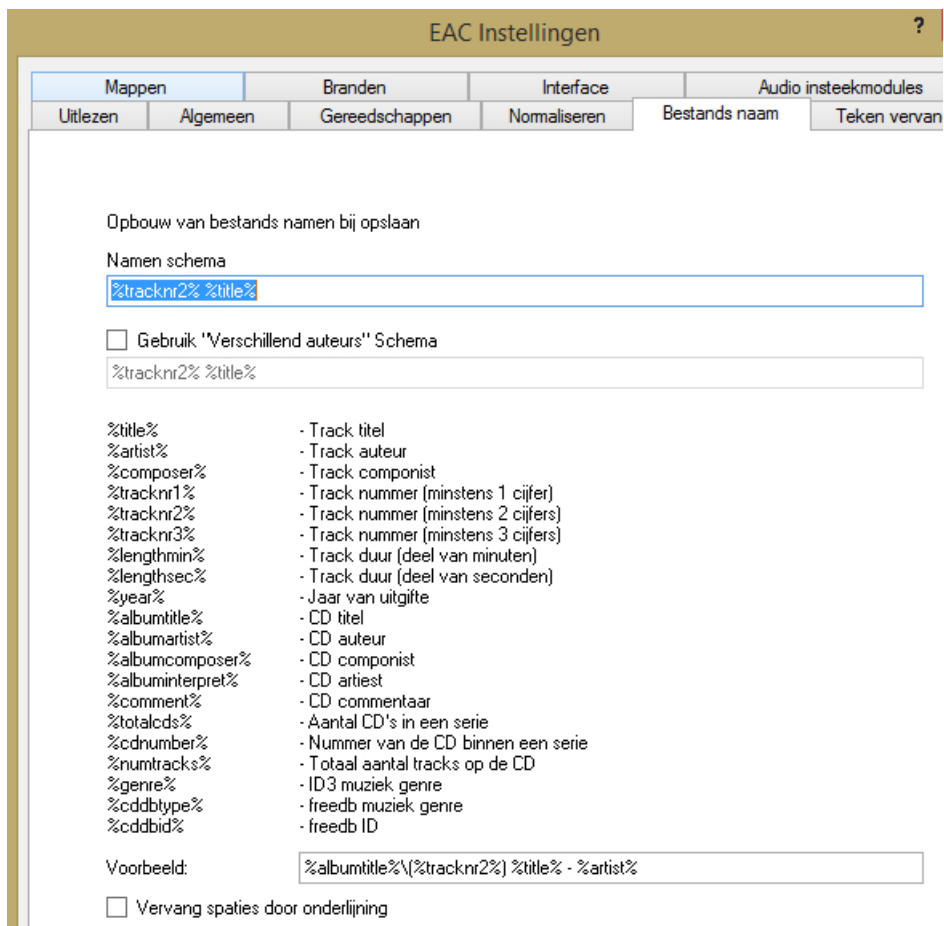 EAC Instellingen ?
Mappen Branden Interface Audio insteekmodules
Uitlezen Algemeen Gereedschappen Normaliseren Bestands naam Teken vervan
Opbouw van bestands namen bij opslaan
Namen schema
%tracknr2% %title%
Gebruik "Verschillend auteurs" Schema
%tracknr2% %title%
%title% - Track titel
%artist% - Track auteur
%composer% - Track componist
%tracknr1% - Track nummer (minstens 1 cijfer)
%tracknr2% - Track nummer (minstens 2 cijfers)
%tracknr3% - Track nummer (minstens 3 cijfers)
%lengthmin% - Track duur (deel van minuten)
%lengthsec% - Track duur (deel van seconden)
%year% - Jaar van uitgifte
%albumtitle% - CD titel
%albumartist% - CD auteur
%albumcomposer% - CD componist
%albuminterpret% - CD artiest
%comment% - CD commentaar
%totalcds% - Aantal CD's in een serie
%cdnumber% - Nummer van de CD binnen een serie
%numtracks% - Totaal aantal tracks op de CD
%genre% - ID3 muziek genre
%cddbtype% - freedb muziek genre
%cddbid% - freedb ID
Voorbeeld: %albumtitle%\(%tracknr2%) %title% - %artist%
Vervang spaties door onderlijning